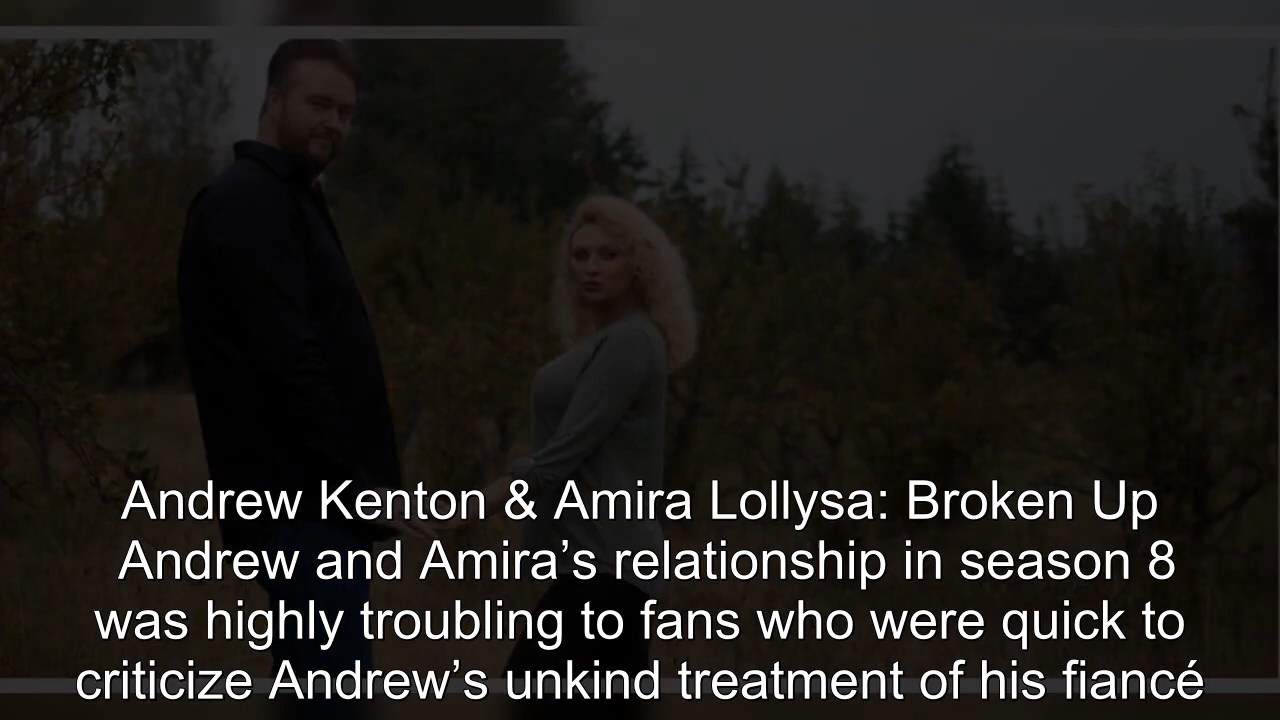 Andrew Kenton & Amira Lollysa: Broken Up
Andrew and Amira’s relationship in season 8
was highly troubling to fans who were quick to
criticize Andrew’s unkind treatment of his fiancé